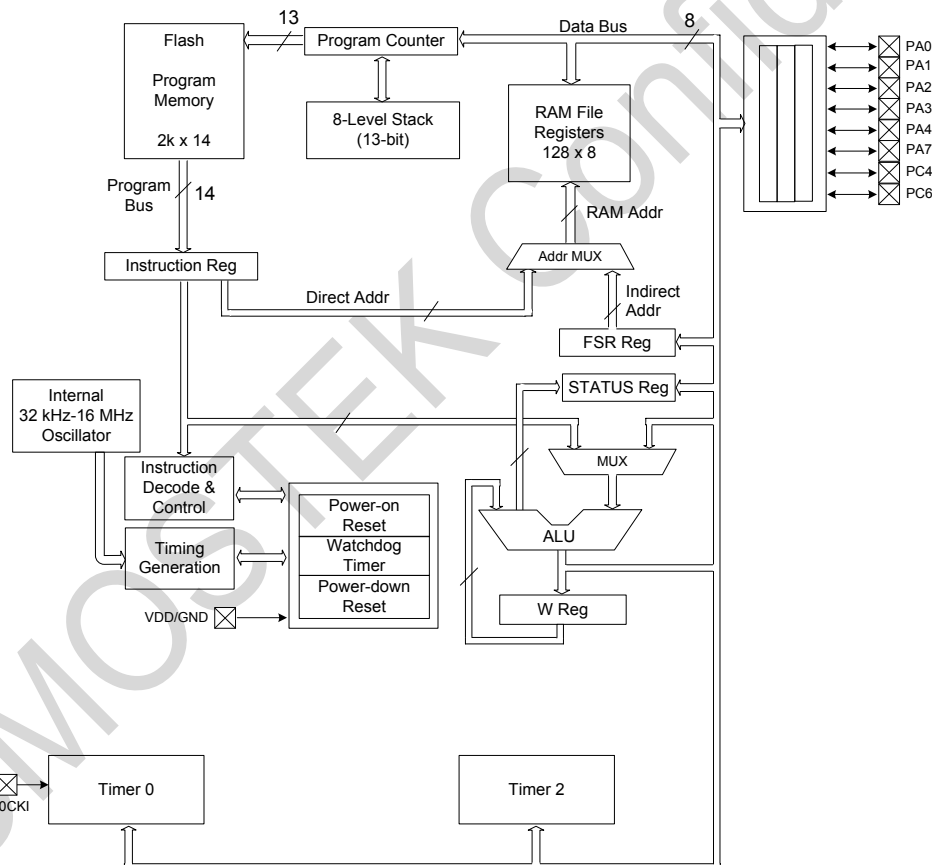 13
Data Bus
8
Flash
Program
Memory
2k x 14
Program Counter
8-Level Stack
(13-bit)
RAM File
Registers
128 x 8
PA0
PA1
PA2
PA3
PA4
PA7
PC4
PC6
Program
Bus
14
RAM Addr
Addr MUX
Instruction Reg
Direct Addr
Indirect
Addr
FSR Reg
STATUS Reg
Internal
32 kHz-16 MHz
Oscillator
MUX
Instruction
Decode &
Control
Power-on
Reset
ALU
Timing
Generation
Watchdog
Timer
Power-down
Reset
W Reg
VDD/GND
Timer 0
Timer 2
0CKI
MOSTEK Confid